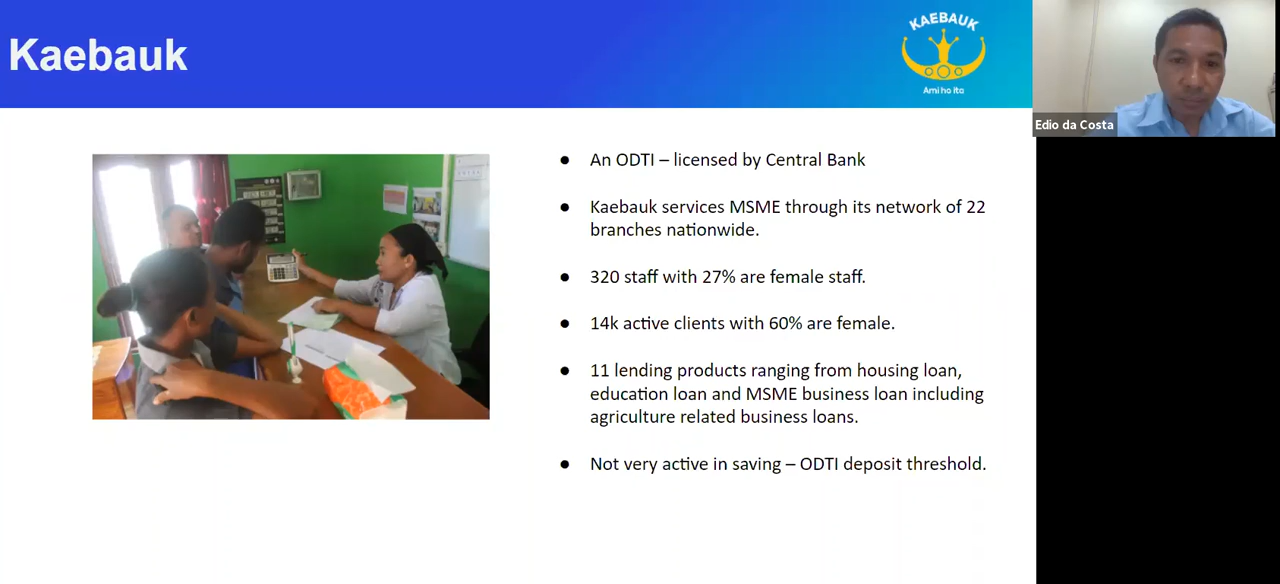 Kaebauk
KAEBAUK
Ami ho ita
Edio da Costa
● An ODTI – licensed by Central Bank
● Kaebauk services MSME through its network of 22
branches nationwide.
● 320 staff with 27% are female staff.
● 14k active clients with 60% are female.
● 11 lending products ranging from housing loan,
education loan and MSME business loan including
agriculture related business loans.
● Not very active in saving – ODTI deposit threshold.